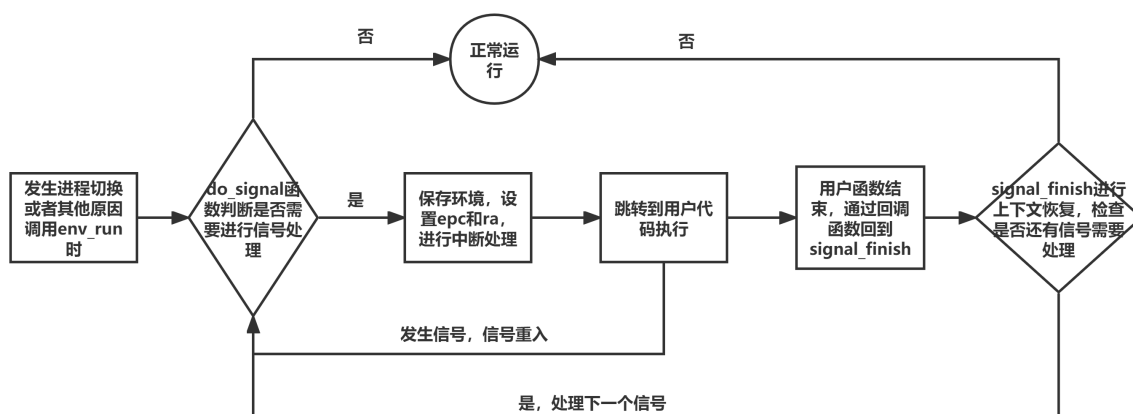 否
正常运
行
否
发生进程切换
或者其他原因
调用env_run
时
do_signal函
数判断是否需
要进行信号处
理
是
保存环境，设
置epc和ra，
进行中断处理
跳转到用户代
码执行
用户函数结
束，通过回调
函数回到
signal_finish
signal_finish进行
上下文恢复，检查
是否还有信号需要
处理
发生信号，信号重入
是，处理下一个信号